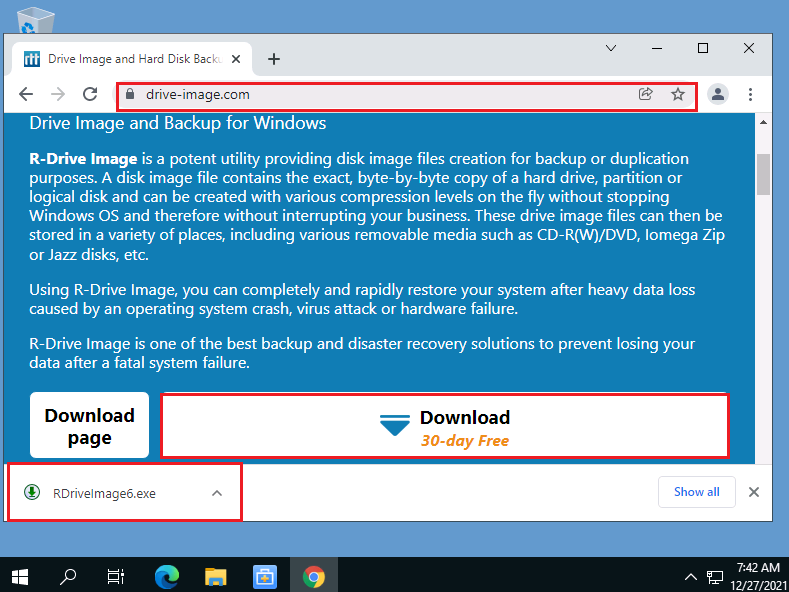 Drive Image and Hard Disk Back
drive-image.com
Drive Image and Backup for Windows
R-Drive Image is a potent utility providing disk image files creation for backup or duplication
purposes. A disk image file contains the exact, byte-by-byte copy of a hard drive, partition or
logical disk and can be created with various compression levels on the fly without stopping
Windows OS and therefore without interrupting your business. These drive image files can then be
stored in a variety of places, including various removable media such as CD-R(W)/DVD, Iomega Zip
or Jazz disks, etc.
Using R-Drive Image, you can completely and rapidly restore your system after heavy data loss
caused by an operating system crash, virus attack or hardware failure.
R-Drive Image is one of the best backup and disaster recovery solutions to prevent losing your
data after a fatal system failure.
Download
page
Download
30-day Free
RDriveImage6.exe
Show all
7:42 AM
12/27/2021